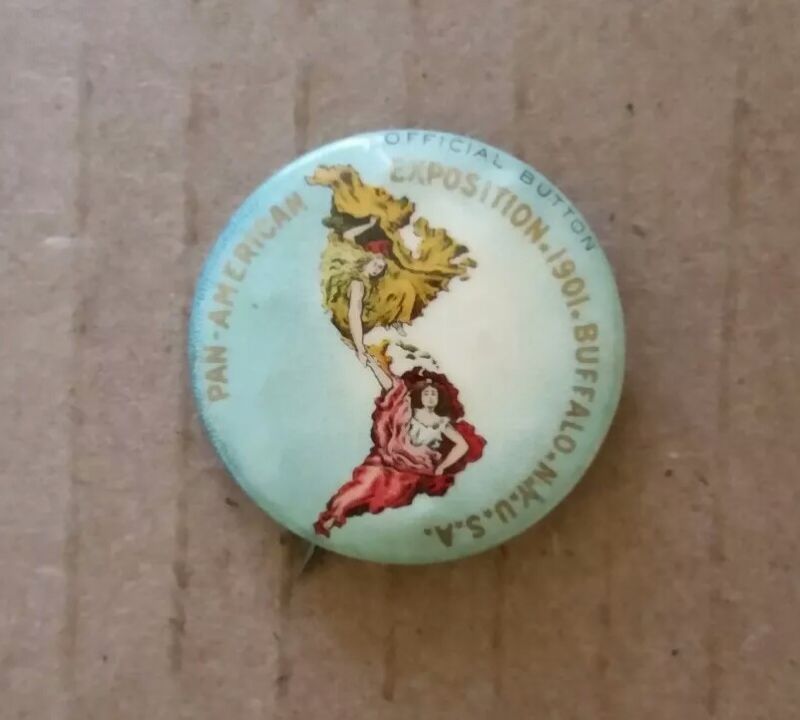 OFFICIAL BUTTON
PAN-AMERICAN EXPOSITION-1901-BUFFALO-N.Y.U.S.A.